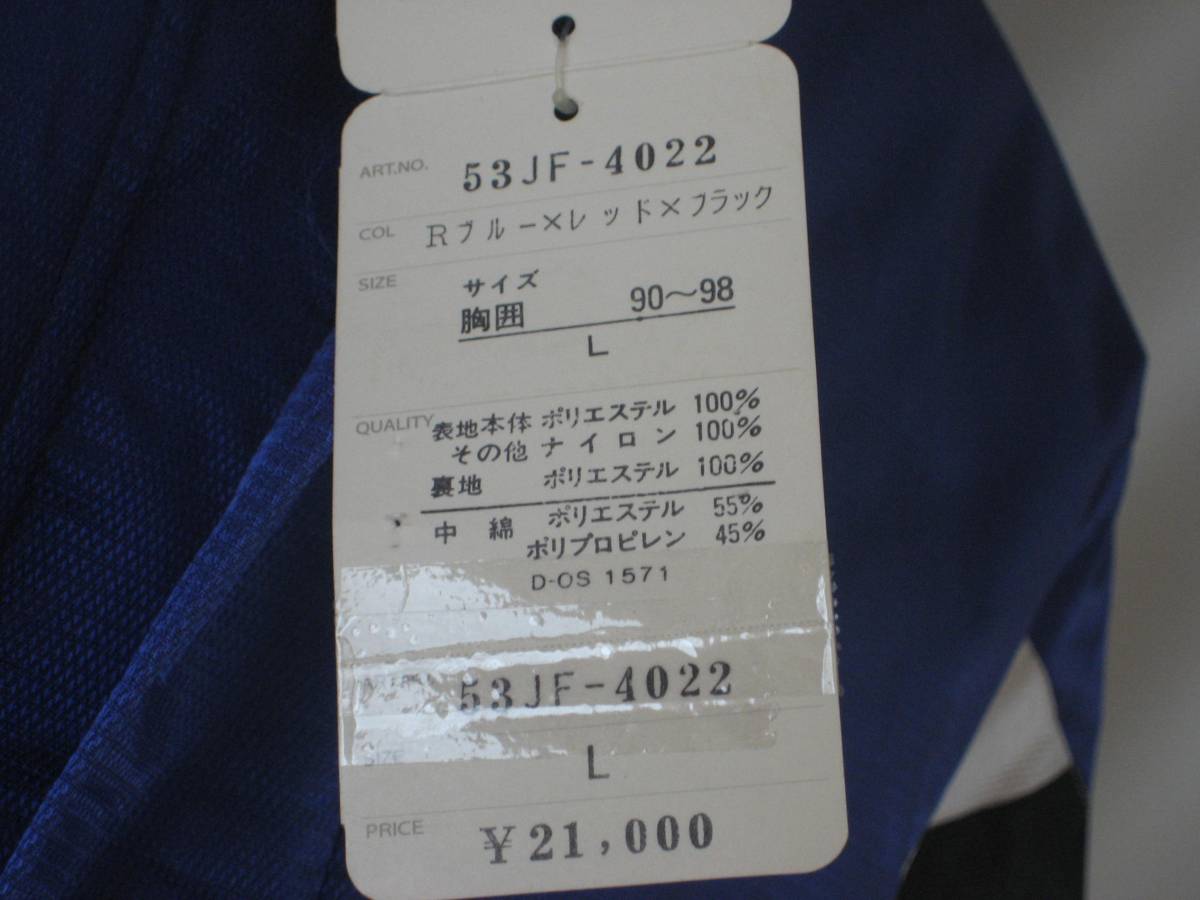 ART.NO. 53JF-4022
COL Rブルー×レッド×ブラック
SIZE サイズ
胸囲 90～98
L
QUALITY 表地本体 ポリエステル 100%
その他 ナイロン 100%
裏地 ポリエステル 100%
中綿 ポリエステル 55%
ポリプロピレン 45%
D-OS 1571
53JF-4022
SIZE L
PRICE ¥21,000